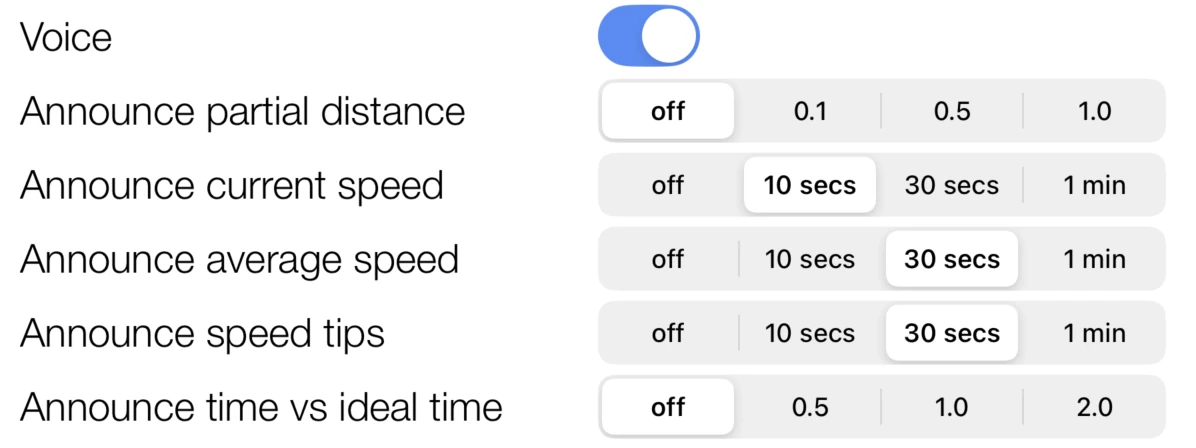 Voice
Announce partial distance off 0.1 0.5 1.0
Announce current speed off 10 secs 30 secs 1 min
Announce average speed off 10 secs 30 secs 1 min
Announce speed tips off 10 secs 30 secs 1 min
Announce time vs ideal time off 0.5 1.0 2.0